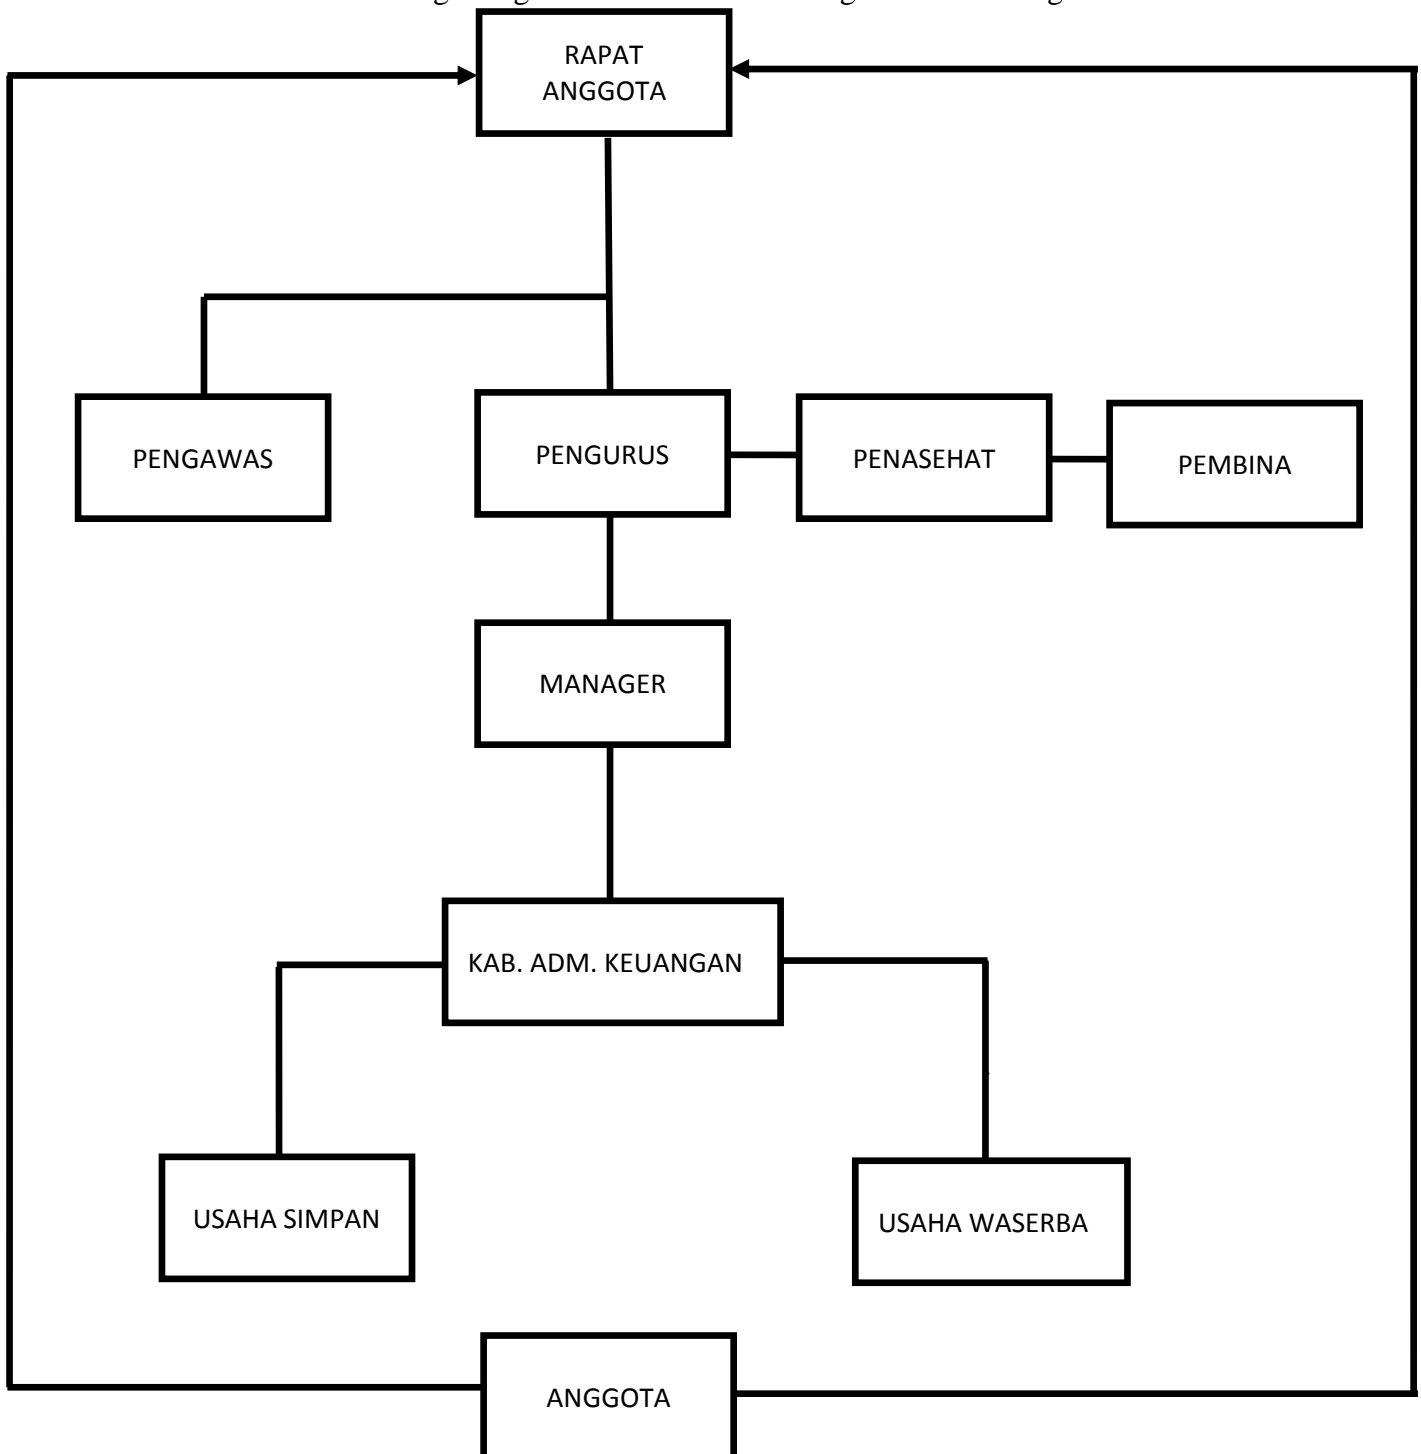 RAPAT
ANGGOTA
PENGAWAS
PENGURUS
PENASEHAT
PEMBINA
MANAGER
KAB. ADM. KEUANGAN
USAHA SIMPAN
USAHA WASERBA
ANGGOTA